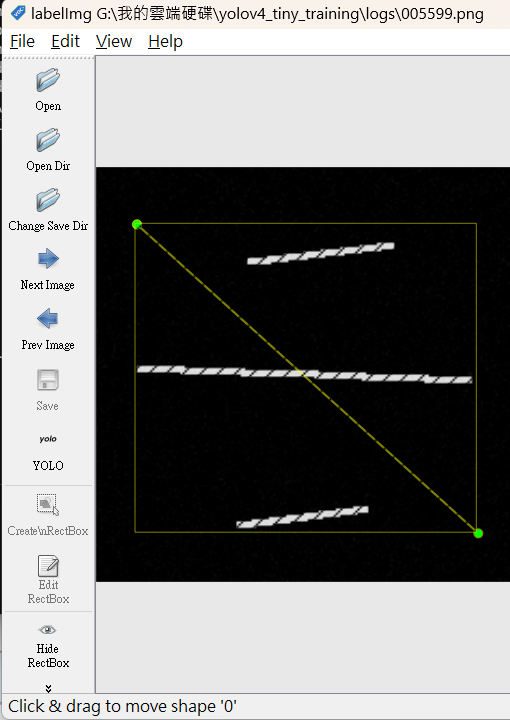 labelImg G:\我的雲端硬碟\yolov4_tiny_training\logs\005599.png
File Edit View Help
Open
Open Dir
Change Save Dir
Next Image
Prev Image
Save
yolo
YOLO
Create\nRectBox
Edit
RectBox
Hide
RectBox
Click & drag to move shape '0'